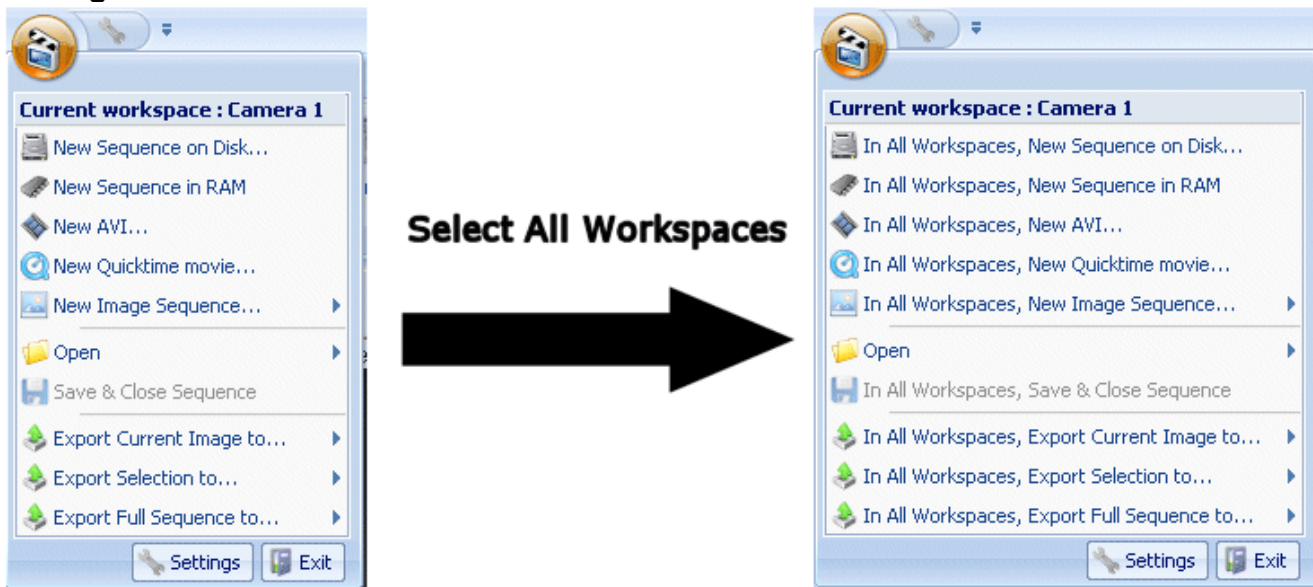 Current workspace : Camera 1
New Sequence on Disk...
New Sequence in RAM
New AVI...
New Quicktime movie...
New Image Sequence...
Open
Save & Close Sequence
Export Current Image to...
Export Selection to...
Export Full Sequence to...
Settings
Exit
Select All Workspaces
Current workspace : Camera 1
In All Workspaces, New Sequence on Disk...
In All Workspaces, New Sequence in RAM
In All Workspaces, New AVI...
In All Workspaces, New Quicktime movie...
In All Workspaces, New Image Sequence...
Open
In All Workspaces, Save & Close Sequence
In All Workspaces, Export Current Image to...
In All Workspaces, Export Selection to...
In All Workspaces, Export Full Sequence to...
Settings
Exit